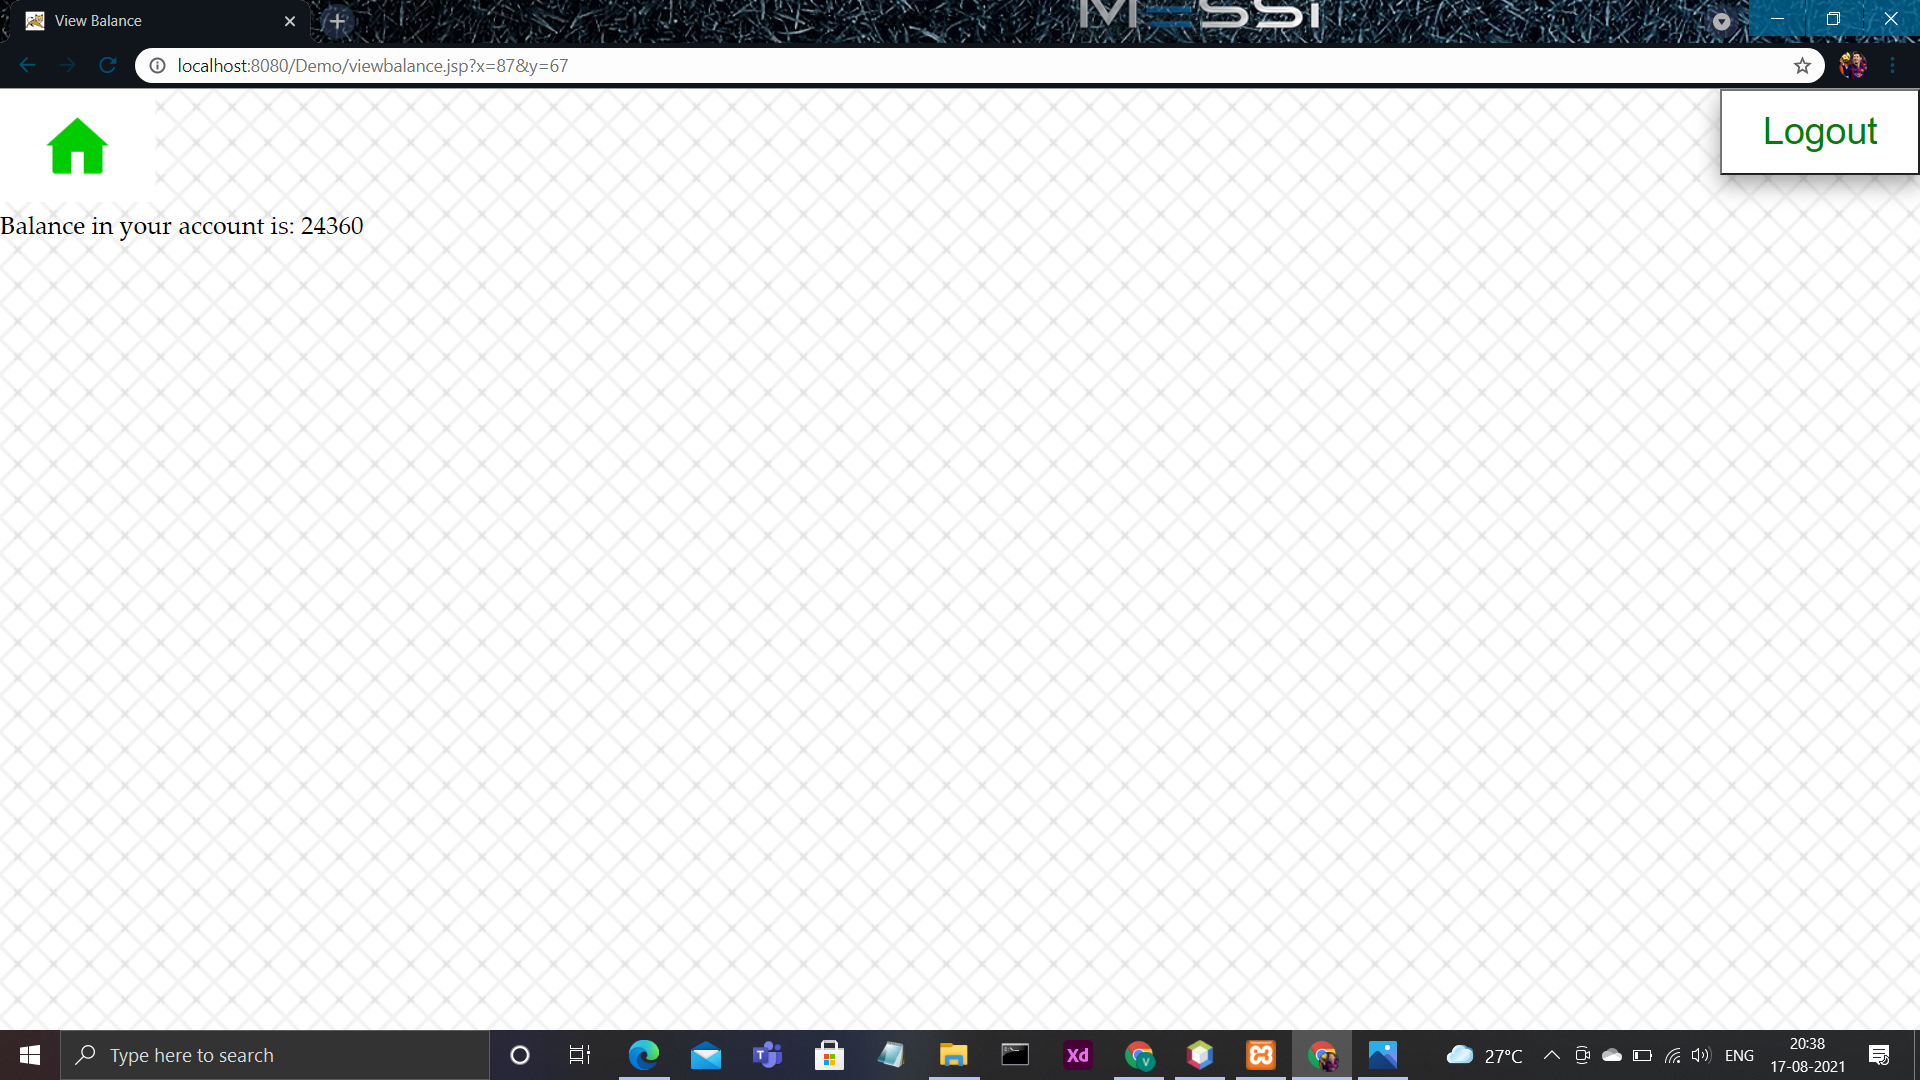 MESSi
View Balance
localhost:8080/Demo/viewbalance.jsp?x=87&y=67
Logout
Balance in your account is: 24360
Type here to search
Xd
V
27°C
ENG
20:38
17-08-2021